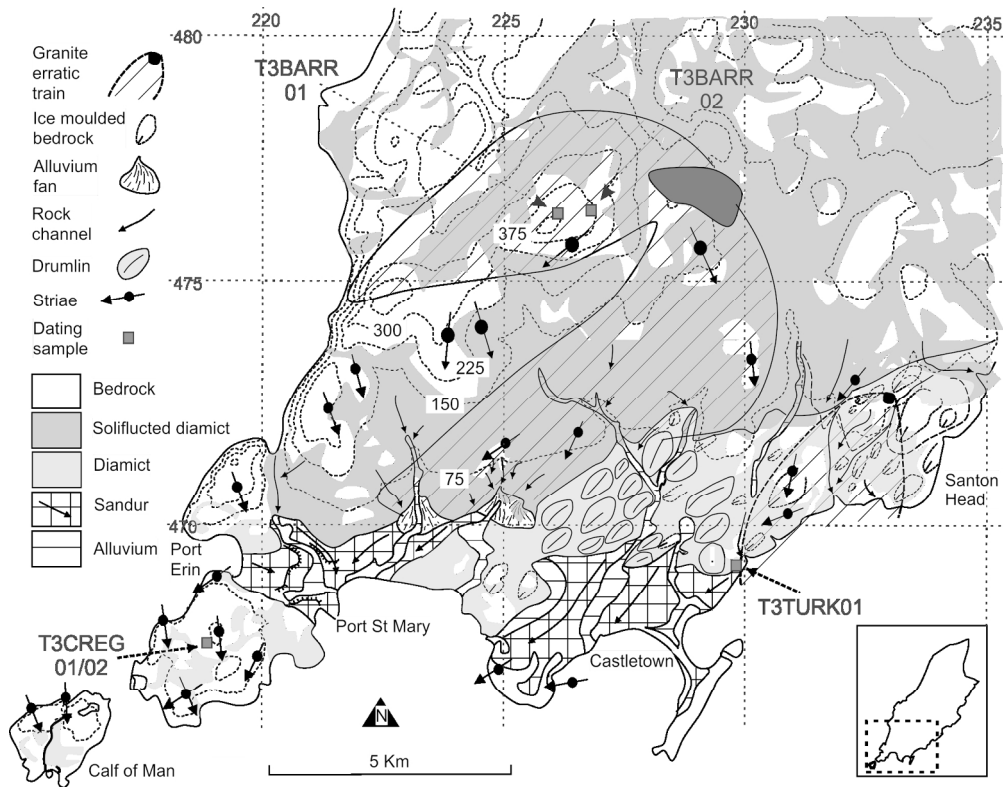 220
225
230
235
480
475
470
Granite
erratic
train
Ice moulded
bedrock
Alluvium
fan
Rock
channel
Drumlin
Striae
Dating
sample
Bedrock
Soliflucted diamict
Diamict
Sandur
Alluvium
T3BARR
01
T3BARR
02
375
300
225
150
75
Santon
Head
Port
Erin
Port St Mary
Castletown
T3TURK01
T3CREG
01/02
Calf of Man
N
5 Km